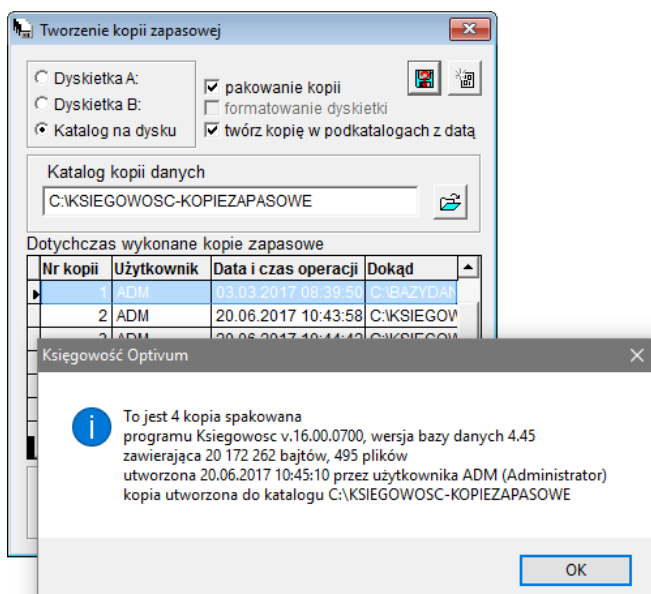 Tworzenie kopii zapasowej
Dyskietka A:
Dyskietka B:
Katalog na dysku
pakowanie kopii
formatowanie dyskietki
twórz kopię w podkatalogach z datą
Katalog kopii danych
C:\KSIEGOWOSC-KOPIEZAPASOWE
Dotychczas wykonane kopie zapasowe
Nr kopii Użytkownik Data i czas operacji Dokąd
1 ADM 03.03.2017 08:39:50 C:\BAZYDAN
2 ADM 20.06.2017 10:43:58 C:\KSIEGOW
Księgowość Optivum
To jest 4 kopia spakowana
programu Ksiegowosc v.16.00.0700, wersja bazy danych 4.45
zawierająca 20 172 262 bajtów, 495 plików
utworzona 20.06.2017 10:45:10 przez użytkownika ADM (Administrator)
kopia utworzona do katalogu C:\KSIEGOWOSC-KOPIEZAPASOWE
OK